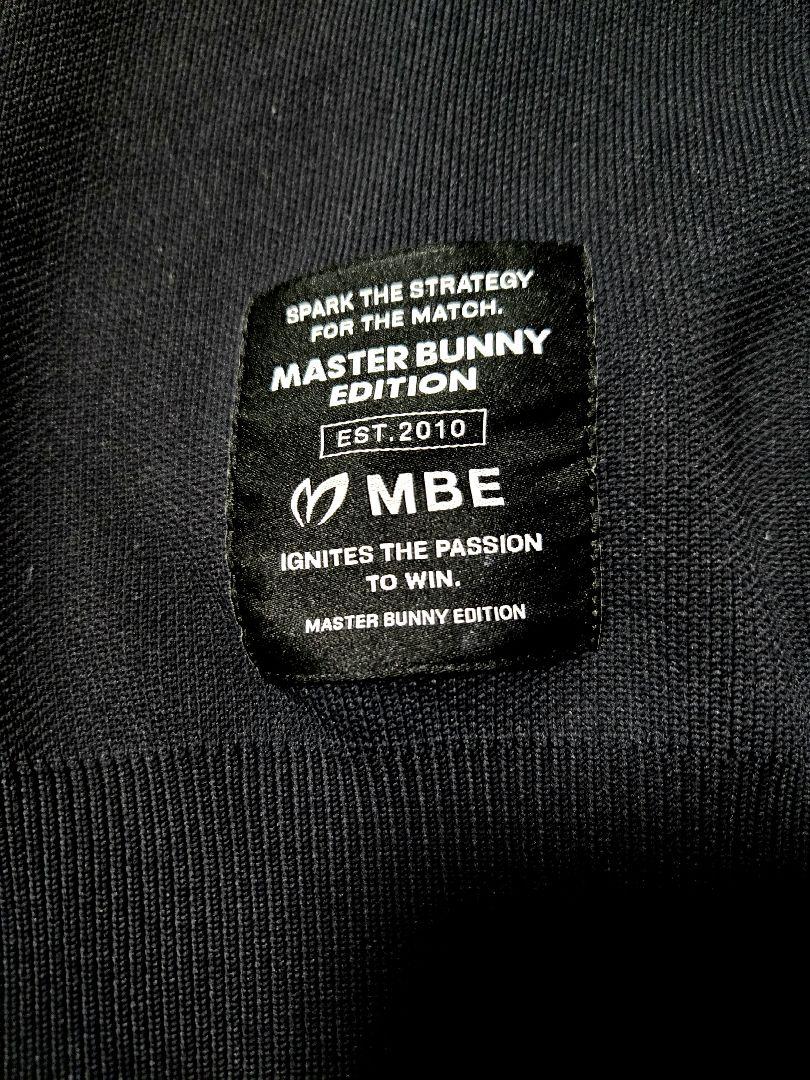 SPARK THE STRATEGY
FOR THE MATCH.
MASTER BUNNY
EDITION
EST.2010
MBE
IGNITES THE PASSION
TO WIN.
MASTER BUNNY EDITION